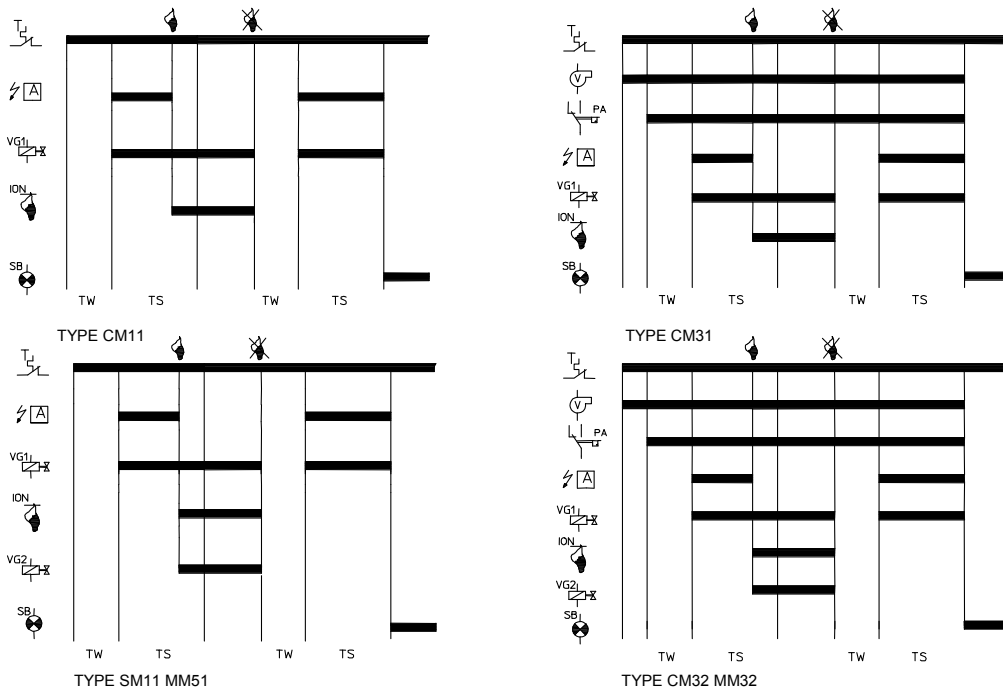 T
A
VG1
ION
SB
TW TS TW TS
TYPE CM11
T
V
PA
A
VG1
ION
SB
TW TS TW TS
TYPE CM31
T
A
VG1
ION
VG2
SB
TW TS TW TS
TYPE SM11 MM51
T
V
PA
A
VG1
ION
VG2
SB
TW TS TW TS
TYPE CM32 MM32